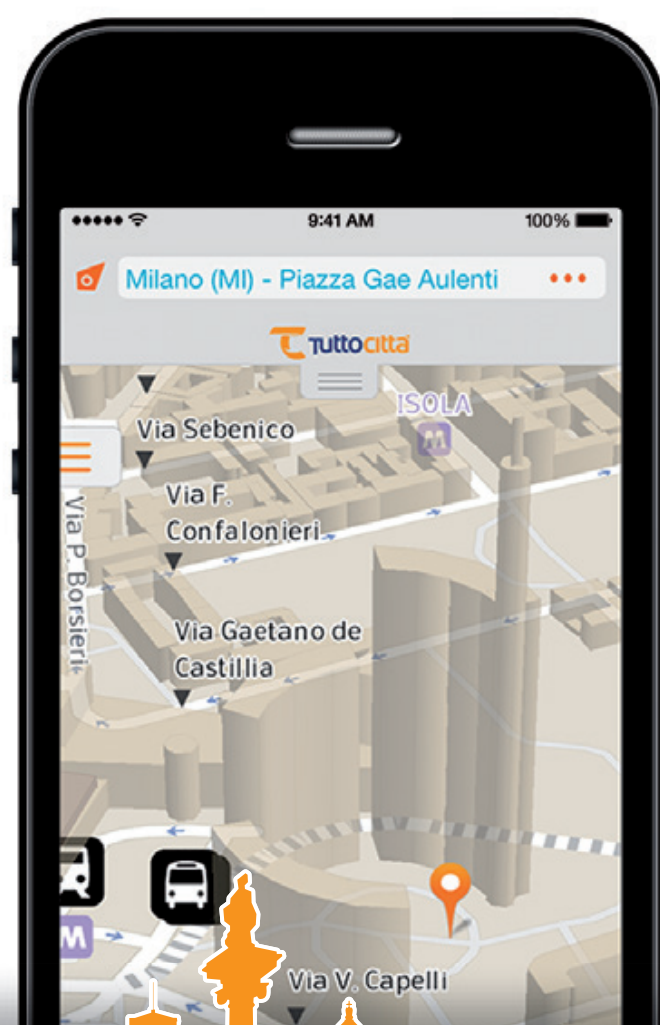 9:41 AM
100%
Milano (MI) - Piazza Gae Aulenti
TUTTOCITTÀ
ISOLA
M
Via Sebenico
Via F.
Confalonieri
Via P. Borsieri
Via Gaetano de
Castillia
M
Via V. Capelli